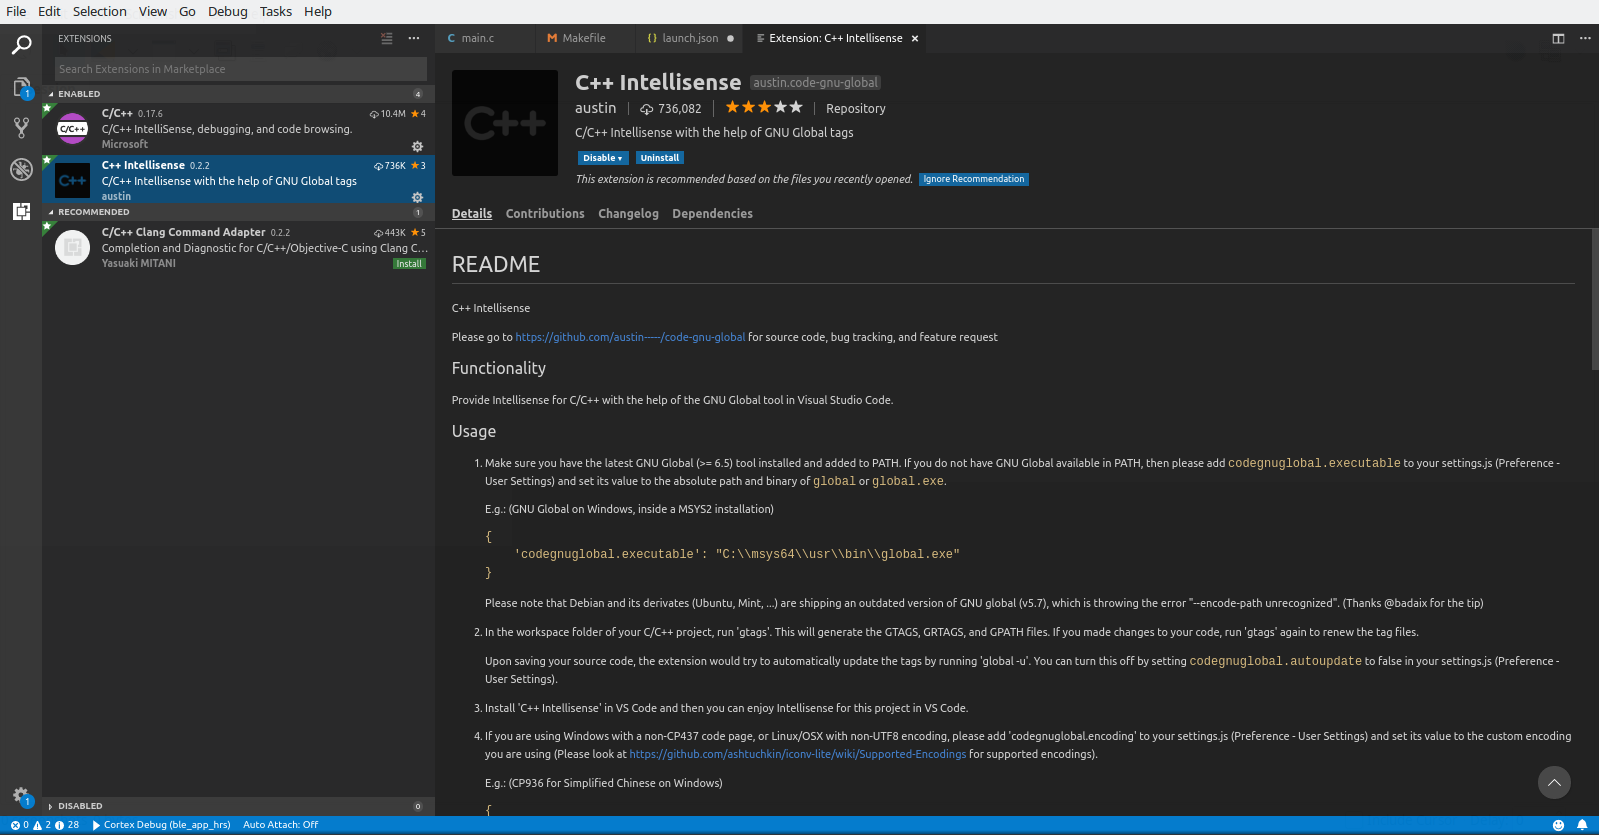 File Edit Selection View Go Debug Tasks Help
EXTENSIONS
Search Extensions in Marketplace
ENABLED 4
C/C++ 0.17.6 10.4M 4
C/C++
C/C++ IntelliSense, debugging, and code browsing.
Microsoft
C++ Intellisense 0.2.2 736K 3
C++
C/C++ Intellisense with the help of GNU Global tags
austin
RECOMMENDED 1
C/C++ Clang Command Adapter 0.2.2 443K 5
Completion and Diagnostic for C/C++/Objective-C using Clang C...
Yasuaki MITANI Install
DISABLED 0
1
1
C main.c M Makefile {} launch.json Extension: C++ Intellisense
C++
C++ Intellisense austin.code-gnu-global
austin 736,082 Repository
C/C++ Intellisense with the help of GNU Global tags
Disable Uninstall
This extension is recommended based on the files you recently opened. Ignore Recommendation
Details Contributions Changelog Dependencies
README
C++ Intellisense
Please go to https://github.com/austin-----/code-gnu-global for source code, bug tracking, and feature request
Functionality
Provide Intellisense for C/C++ with the help of the GNU Global tool in Visual Studio Code.
Usage
1. Make sure you have the latest GNU Global (>= 6.5) tool installed and added to PATH. If you do not have GNU Global available in PATH, then please add codegnuglobal.executable to your settings.js (Preference -
User Settings) and set its value to the absolute path and binary of global or global.exe.
E.g.: (GNU Global on Windows, inside a MSYS2 installation)
{
'codegnuglobal.executable': "C:\\msys64\\usr\\bin\\global.exe"
}
Please note that Debian and its derivates (Ubuntu, Mint, ...) are shipping an outdated version of GNU global (v5.7), which is throwing the error "--encode-path unrecognized". (Thanks @badaix for the tip)
2. In the workspace folder of your C/C++ project, run 'gtags'. This will generate the GTAGS, GRTAGS, and GPATH files. If you made changes to your code, run 'gtags' again to renew the tag files.
Upon saving your source code, the extension would try to automatically update the tags by running 'global -u'. You can turn this off by setting codegnuglobal.autoupdate to false in your settings.js (Preference -
User Settings).
3. Install 'C++ Intellisense' in VS Code and then you can enjoy Intellisense for this project in VS Code.
4. If you are using Windows with a non-CP437 code page, or Linux/OSX with non-UTF8 encoding, please add 'codegnuglobal.encoding' to your settings.js (Preference - User Settings) and set its value to the custom encoding
you are using (Please look at https://github.com/ashtuchkin/iconv-lite/wiki/Supported-Encodings for supported encodings).
E.g.: (CP936 for Simplified Chinese on Windows)
{
0 2 28 Cortex Debug (ble_app_hrs) Auto Attach: Off